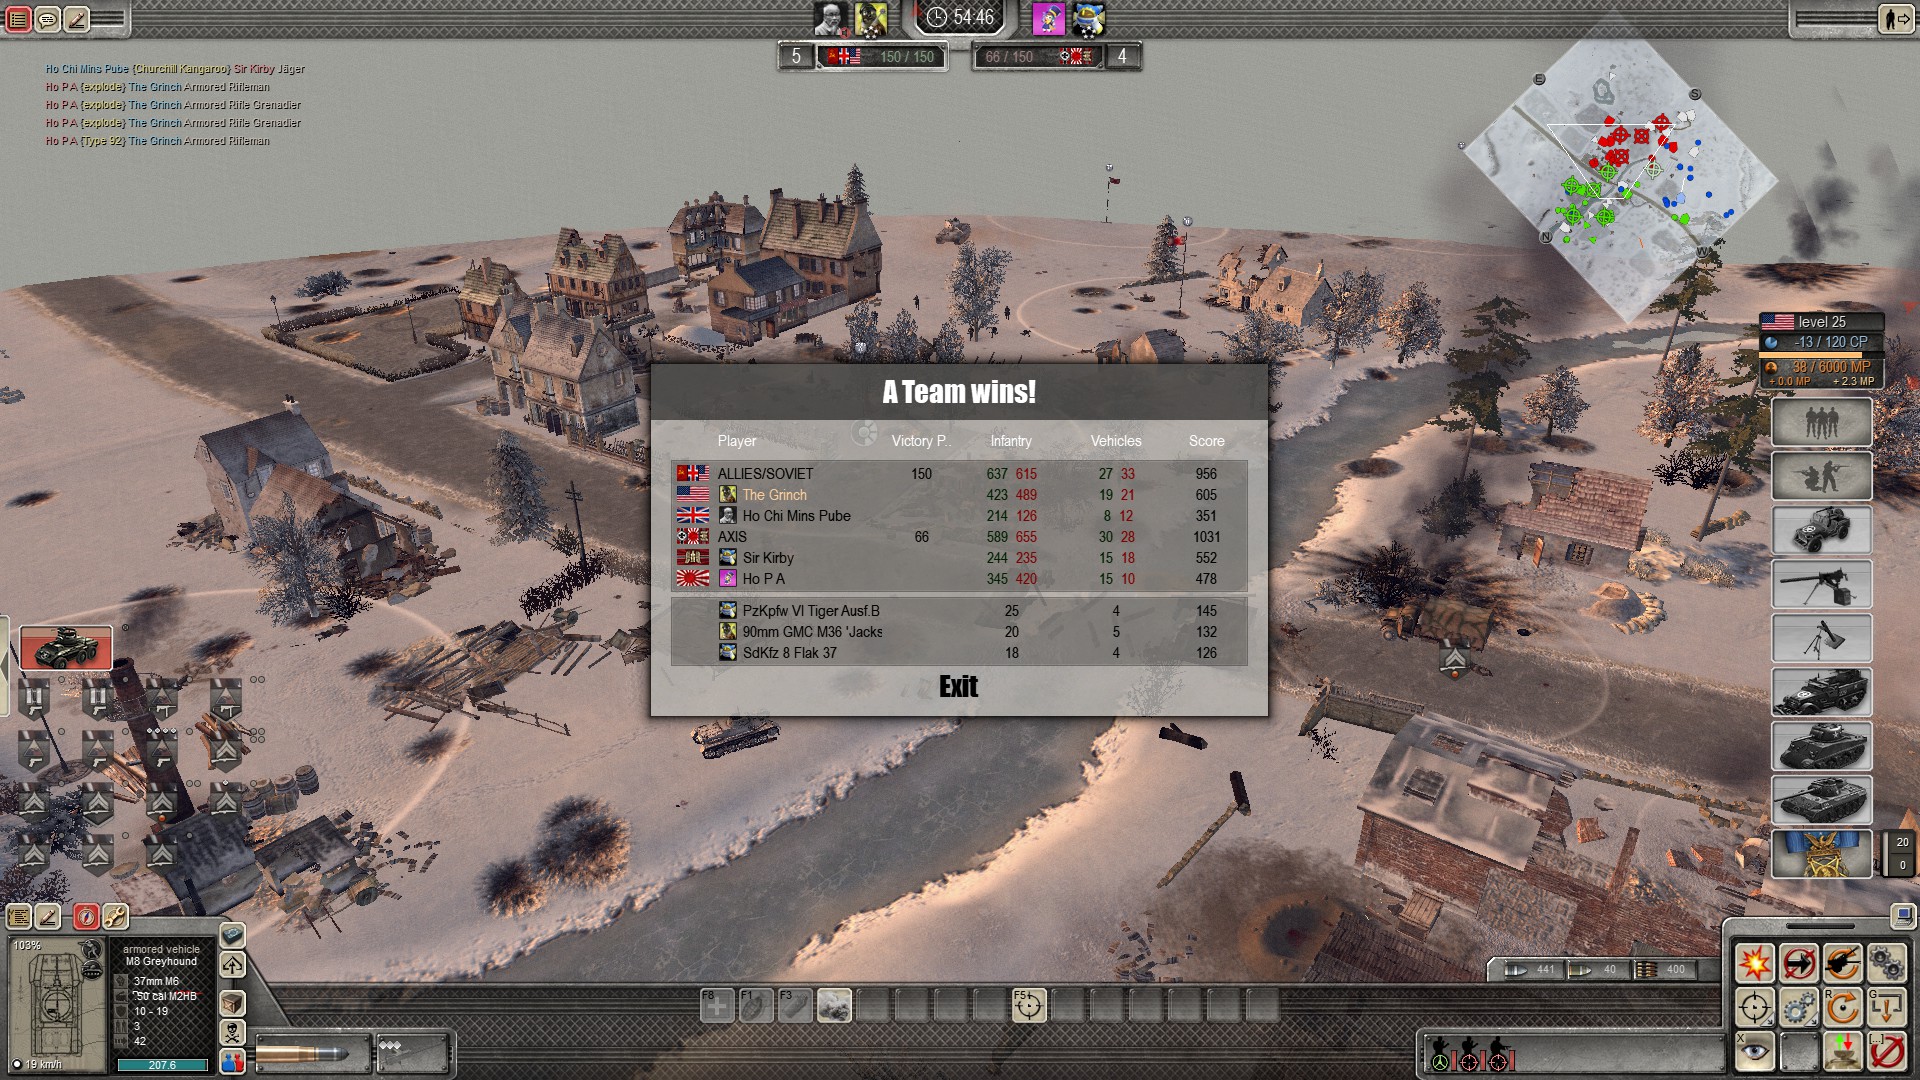 54:46
5 150 / 150 66 / 150 4
Ho Chi Mins Pube {Churchill Kangaroo} Sir Kirby Jäger
Ho P A {explode} The Grinch Armored Rifleman
Ho P A {explode} The Grinch Armored Rifle Grenadier
Ho P A {explode} The Grinch Armored Rifle Grenadier
Ho P A {Type 92} The Grinch Armored Rifleman
E
S
N
W
level 25
-13 / 120 CP
38 / 6000 MP
+ 0.0 MP + 2.3 MP
A Team wins!
Player Victory P.. Infantry Vehicles Score
ALLIES/SOVIET 150 637 615 27 33 956
The Grinch 423 489 19 21 605
Ho Chi Mins Pube 214 126 8 12 351
AXIS 66 589 655 30 28 1031
Sir Kirby 244 235 15 18 552
Ho P A 345 420 15 10 478
PzKpfw VI Tiger Ausf.B 25 4 145
90mm GMC M36 'Jacks 20 5 132
SdKfz 8 Flak 37 18 4 126
Exit
20
0
103%
armored vehicle
M8 Greyhound
37mm M6
.50 cal M2HB
10 - 19
3
42
19 km/h
207.6
F8 F1 F3 F5
441 40 400
R G
X [...]